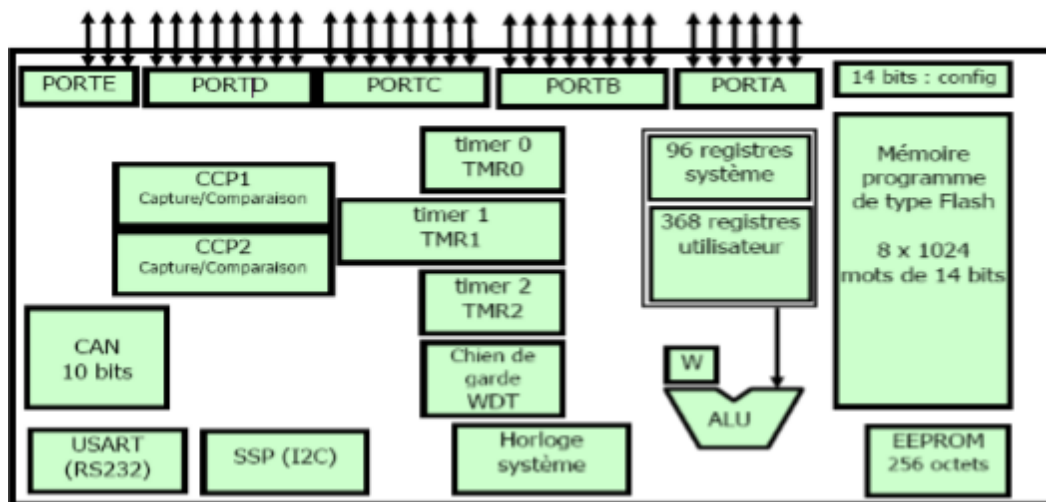 PORTE
PORTD
PORTC
PORTB
PORTA
14 bits : config
timer 0
TMR0
96 registres
système
Mémoire
programme
de type Flash
8 x 1024
mots de 14 bits
CCP1
Capture/Comparaison
timer 1
TMR1
368 registres
utilisateur
CCP2
Capture/Comparaison
timer 2
TMR2
CAN
10 bits
Chien de
garde
WDT
W
ALU
USART
(RS232)
SSP (I2C)
Horloge
système
EEPROM
256 octets